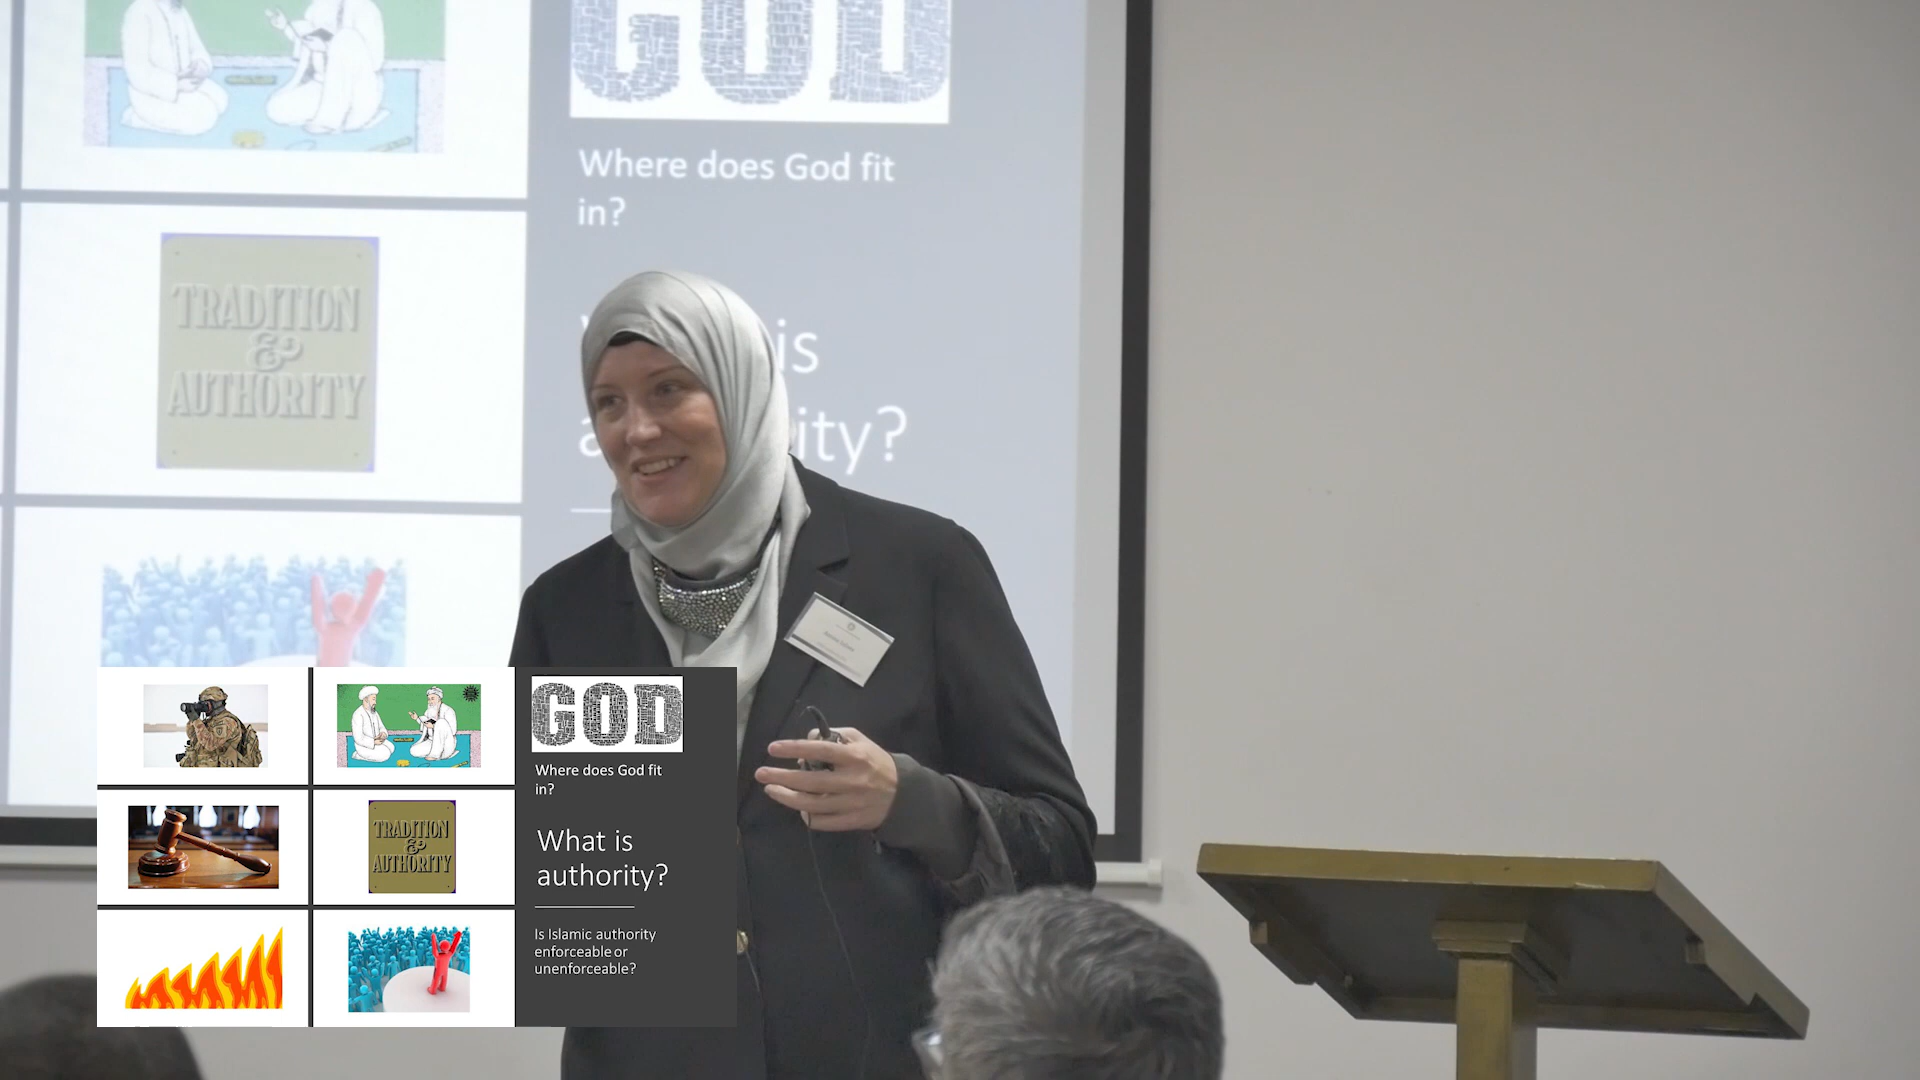 GOD
Where does God fit
in?
is
ity?
TRADITION
&
AUTHORITY
GOD
Where does God fit
in?
What is
authority?
Is Islamic authority
enforceable or
unenforceable?
TRADITION
&
AUTHORITY